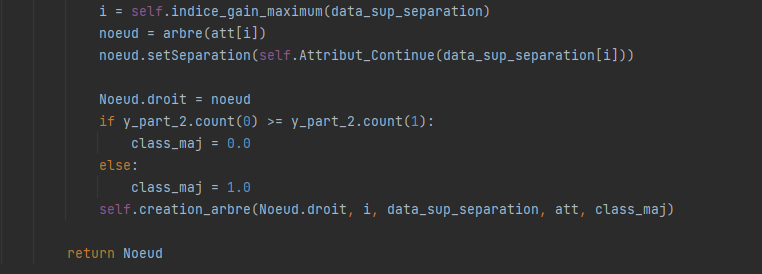 i = self.indice_gain_maximum(data_sup_separation)
noeud = arbre(att[i])
noeud.setSeparation(self.Attribut_Continue(data_sup_separation[i]))
Noeud.droit = noeud
if y_part_2.count(0) >= y_part_2.count(1):
class_maj = 0.0
else:
class_maj = 1.0
self.creation_arbre(Noeud.droit, i, data_sup_separation, att, class_maj)
return Noeud